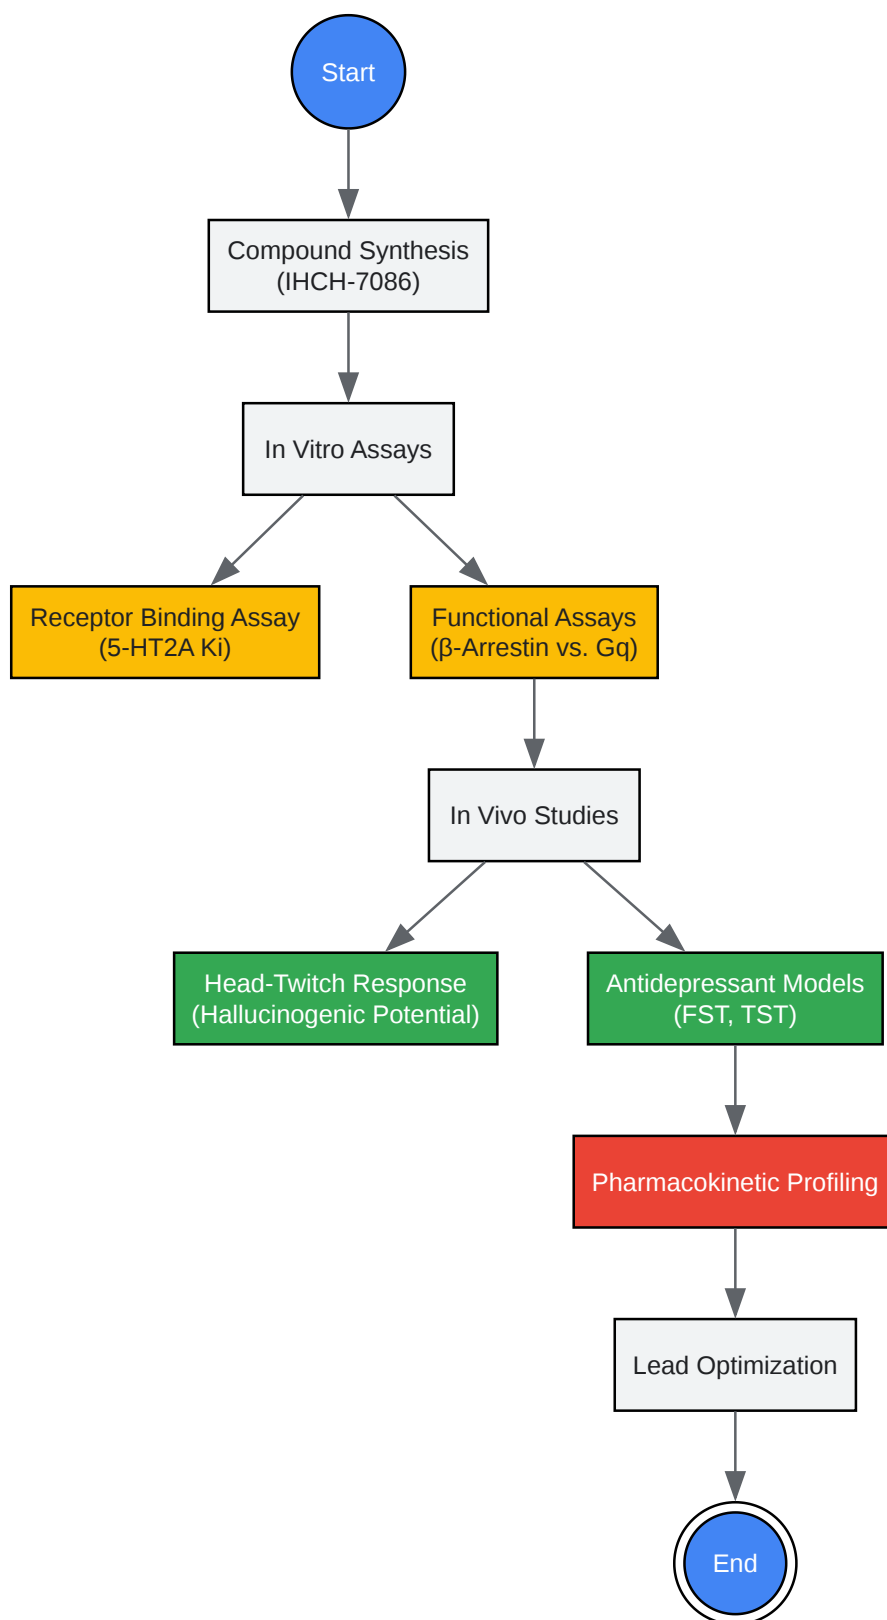 Start
Compound Synthesis
(IHCH-7086)
In Vitro Assays
Receptor Binding Assay
(5-HT2A Ki)
Functional Assays
(β-Arrestin vs. Gq)
In Vivo Studies
Head-Twitch Response
(Hallucinogenic Potential)
Antidepressant Models
(FST, TST)
Pharmacokinetic Profiling
Lead Optimization
End